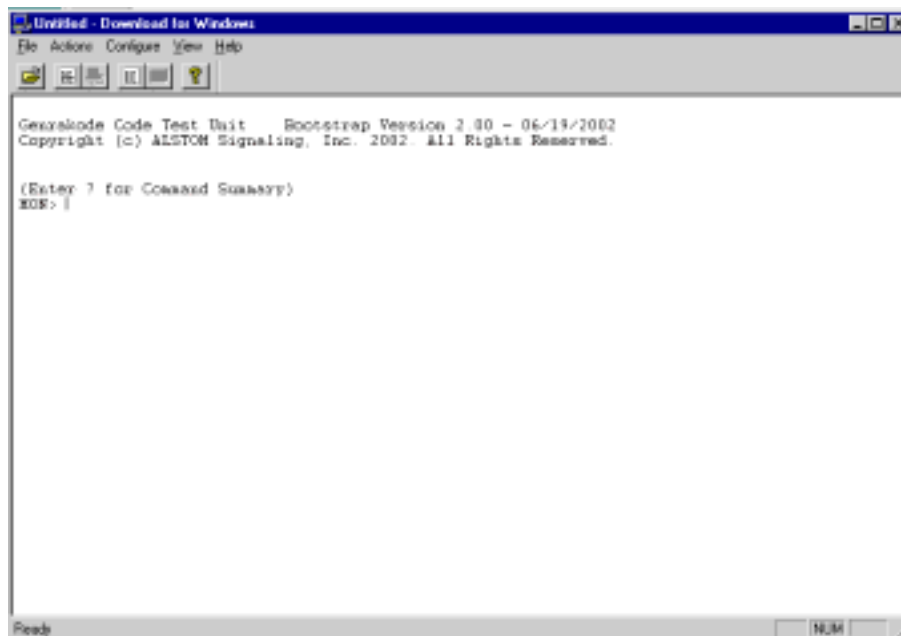 Untitled - Download for Windows
File Actions Configure View Help
Genrakode Code Test Unit Bootstrap Version 2.00 - 06/19/2002
Copyright (c) ALSTOM Signaling, Inc. 2002. All Rights Reserved.
(Enter ? for Command Summary)
MON>
Ready
NUM